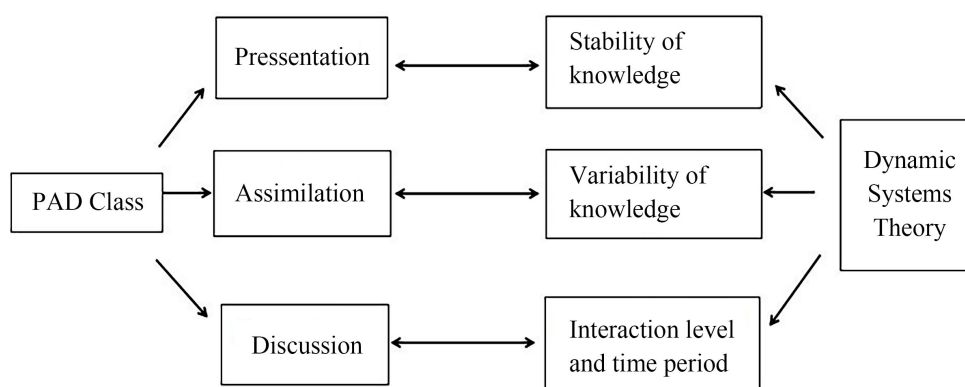 Pressentation
Stability of
knowledge
PAD Class
Assimilation
Variability of
knowledge
Dynamic
Systems
Theory
Discussion
Interaction level
and time period